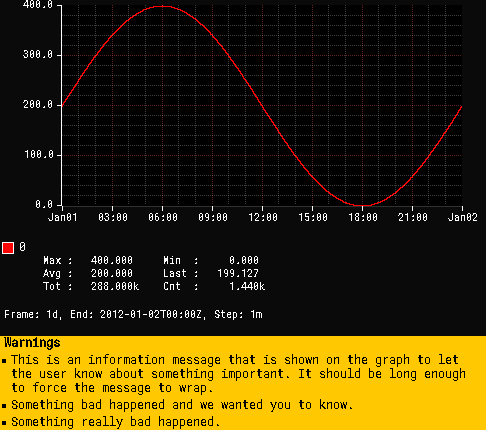 400.0
300.0
200.0
100.0
0.0
Jan01 03:00 06:00 09:00 12:00 15:00 18:00 21:00 Jan02
0
Max : 400.000 Min : 0.000
Avg : 200.000 Last : 199.127
Tot : 288.000k Cnt : 1.440k
Frame: 1d, End: 2012-01-02T00:00Z, Step: 1m
Warnings
▪ This is an information message that is shown on the graph to let
the user know about something important. It should be long enough
to force the message to wrap.
▪ Something bad happened and we wanted you to know.
▪ Something really bad happened.